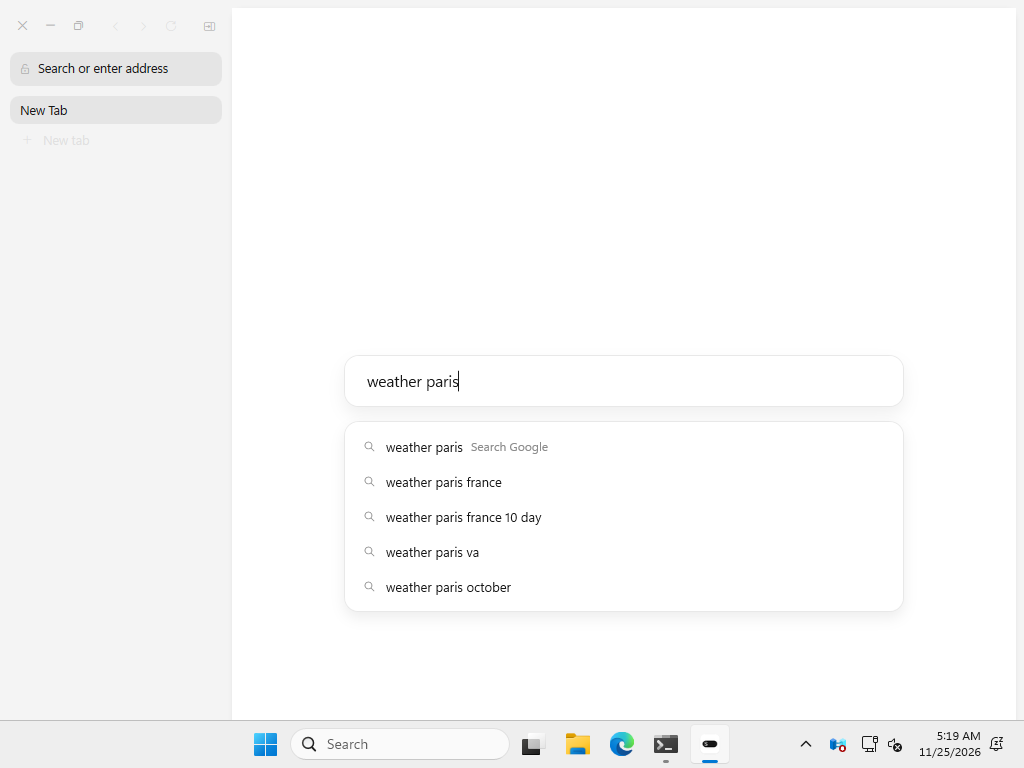 Search or enter address
New Tab
New tab
weather paris
weather paris Search Google
weather paris france
weather paris france 10 day
weather paris va
weather paris october
Search
5:19 AM
11/25/2026